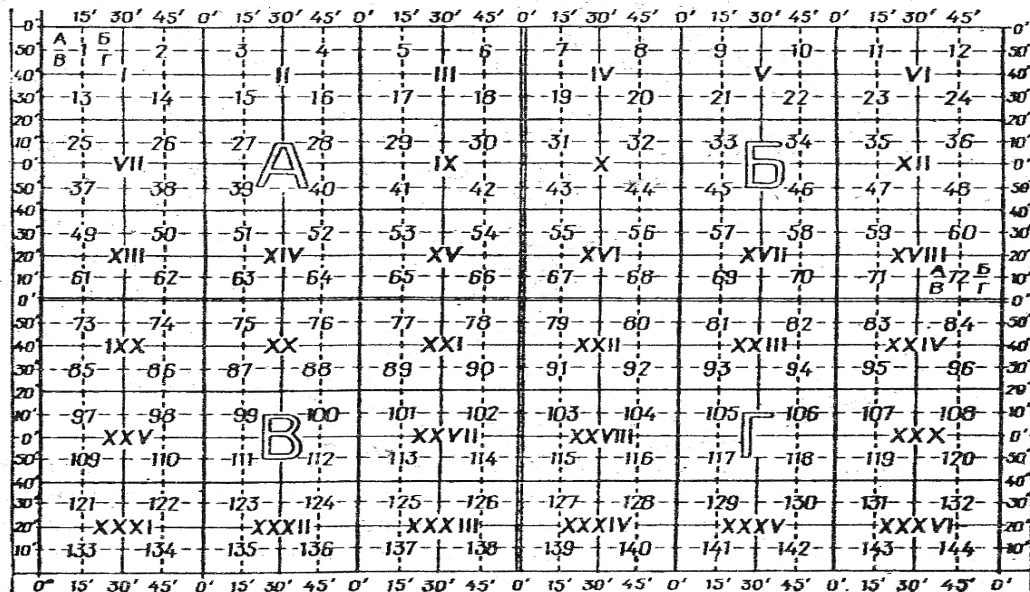 15' 30' 45' 0' 15' 30' 45' 0' 15' 30' 45' 0' 15' 30' 45' 0' 15' 30' 45' 0' 15' 30' 45'
0' 0'
А Б
50' 1 2 3 4 5 6 7 8 9 10 11 12 50'
В Г
40' I II III IV V VI 40'
30' 13 14 15 16 17 18 19 20 21 22 23 24 30'
20' 20'
10' 25 26 27 28 29 30 31 32 33 34 35 36 10'
0' VII А IX X Б XII 0'
50' 37 38 39 40 41 42 43 44 45 46 47 48 50'
40' 40'
30' 49 50 51 52 53 54 55 56 57 58 59 60 30'
20' XIII XIV XV XVI XVII XVIII 20'
10' 61 62 63 64 65 66 67 68 69 70 71 А 72 Б 10'
В Г
0' 0'
50' 73 74 75 76 77 78 79 80 81 82 83 84 50'
40' IXX XX XXI XXII XXIII XXIV 40'
30' 85 86 87 88 89 90 91 92 93 94 95 96 30'
20' 20'
10' 97 98 99 100 101 102 103 104 105 106 107 108 10'
0' XXV В XXVII XXVIII Г XXX 0'
50' 109 110 111 112 113 114 115 116 117 118 119 120 50'
40' 40'
30' 121 122 123 124 125 126 127 128 129 130 131 132 30'
20' XXXI XXXII XXXIII XXXIV XXXV XXXVI 20'
10' 133 134 135 136 137 138 139 140 141 142 143 144 10'
0° 15' 30' 45' 0' 15' 30' 45' 0' 15' 30' 45' 0' 15' 30' 45' 0' 15' 30' 45' 0' 15' 30' 45' 0'